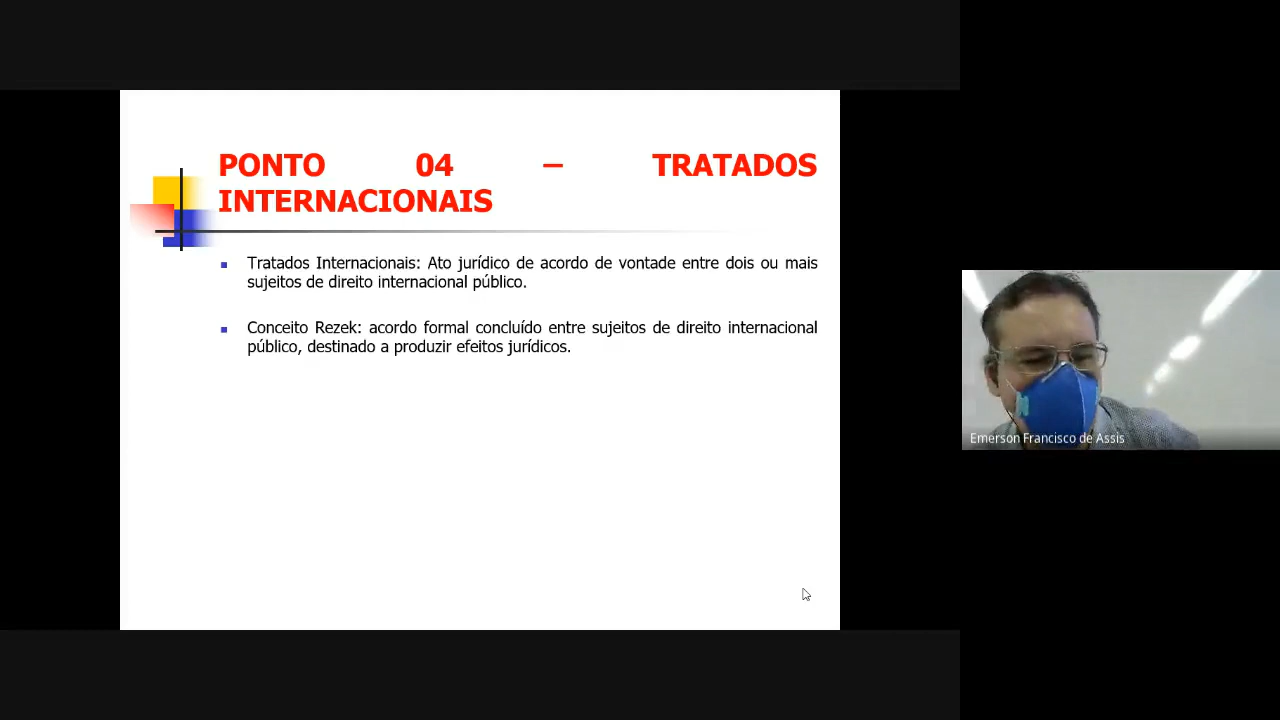 PONTO 04 – TRATADOS
INTERNACIONAIS
Tratados Internacionais: Ato jurídico de acordo de vontade entre dois ou mais
sujeitos de direito internacional público.
Conceito Rezek: acordo formal concluído entre sujeitos de direito internacional
público, destinado a produzir efeitos jurídicos.
Emerson Francisco de Assis